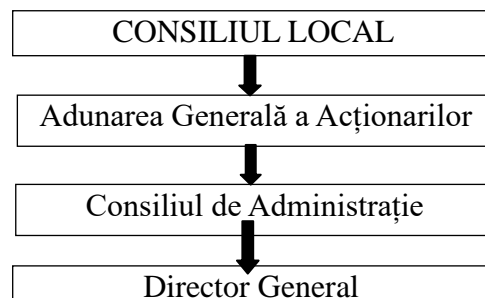 CONSILIUL LOCAL
Adunarea Generală a Acționarilor
Consiliul de Administrație
Director General